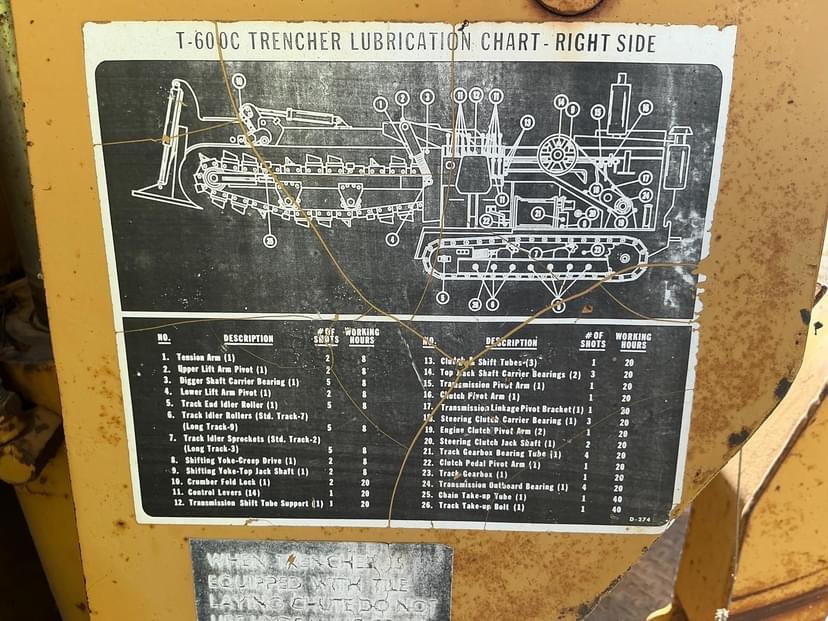 T-600C TRENCHER LUBRICATION CHART - RIGHT SIDE
NO. DESCRIPTION # OF SHOTS WORKING HOURS
1. Tension Arm (1) 2 8
2. Upper Lift Arm Pivot (1) 2 8
3. Digger Shaft Carrier Bearing (1) 5 8
4. Lower Lift Arm Pivot (1) 2 8
5. Track End Idler Roller (1) 5 8
6. Track Idler Rollers (Std. Track-7)
(Long Track-9) 5 8
7. Track Idler Sprockets (Std. Track-2)
(Long Track-3) 5 8
8. Shifting Yoke-Creep Drive (1) 2 8
9. Shifting Yoke-Top Jack Shaft (1) 2 8
10. Crumber Fold Lock (1) 2 20
11. Control Levers (14) 1 20
12. Transmission Shift Tube Support (1) 1 20
NO. DESCRIPTION # OF SHOTS WORKING HOURS
13. Clutch & Shift Tubes (3) 1 20
14. Top Jack Shaft Carrier Bearings (2) 3 20
15. Transmission Pivot Arm (1) 1 20
16. Clutch Pivot Arm (1) 1 20
17. Transmission Linkage Pivot Bracket (1) 1 20
18. Steering Clutch Carrier Bearing (1) 3 20
19. Engine Clutch Pivot Arm (2) 1 20
20. Steering Clutch Jack Shaft (1) 2 20
21. Track Gearbox Bearing Tube (1) 4 20
22. Clutch Pedal Pivot Arm (1) 1 20
23. Track Gearbox (1) 1 20
24. Transmission Outboard Bearing (1) 4 20
25. Chain Take-up Tube (1) 1 40
26. Track Take-up Bolt (1) 1 40
D-274
WHEN TRENCHER IS
EQUIPPED WITH TILE
LAYING CHUTE DO NOT